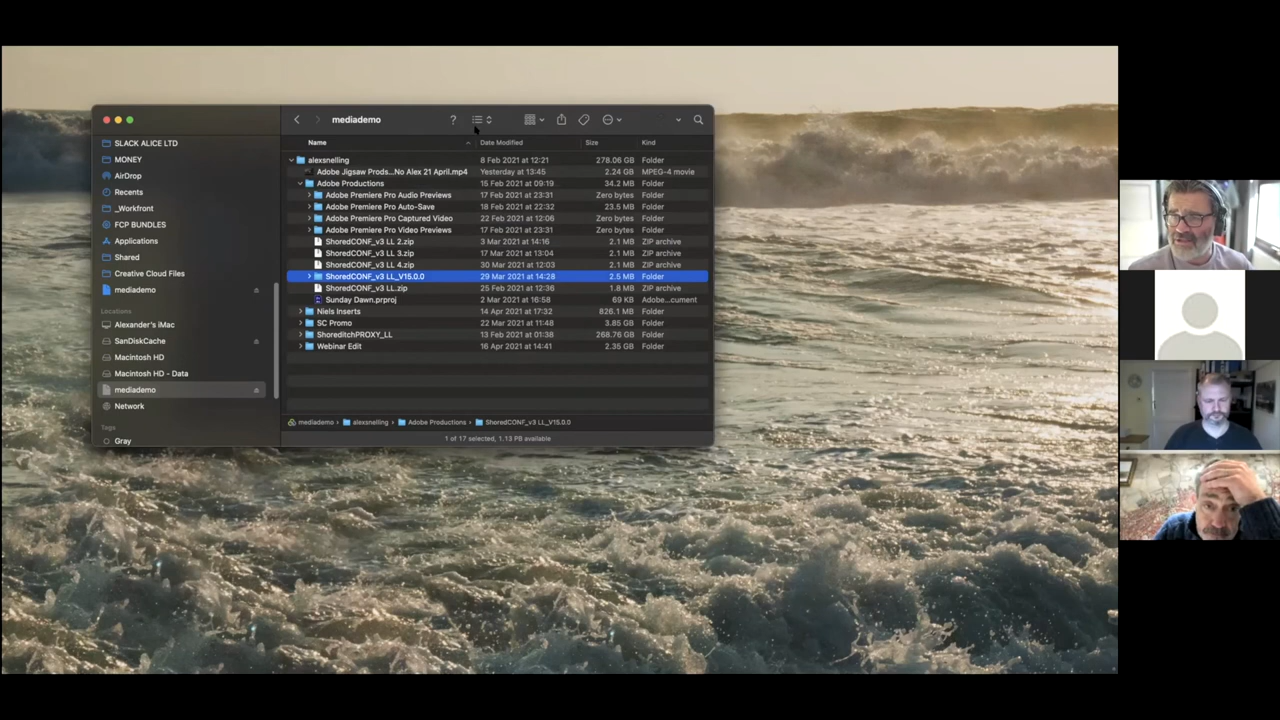 mediademo
?
SLACK ALICE LTD
MONEY
AirDrop
Recents
_Workfront
FCP BUNDLES
Applications
Shared
Creative Cloud Files
mediademo
Locations
Alexander's iMac
SanDiskCache
Macintosh HD
Macintosh HD - Data
mediademo
Network
Tags
Gray
Name Date Modified Size Kind
alexsnelling 8 Feb 2021 at 12:21 278.06 GB Folder
Adobe Jigsaw Prods...No Alex 21 April.mp4 Yesterday at 13:45 2.24 GB MPEG-4 movie
Adobe Productions 15 Feb 2021 at 09:19 34.2 MB Folder
Adobe Premiere Pro Audio Previews 17 Feb 2021 at 23:31 Zero bytes Folder
Adobe Premiere Pro Auto-Save 18 Feb 2021 at 22:32 23.5 MB Folder
Adobe Premiere Pro Captured Video 22 Feb 2021 at 12:06 Zero bytes Folder
Adobe Premiere Pro Video Previews 17 Feb 2021 at 23:31 Zero bytes Folder
ShoredCONF_v3 LL 2.zip 3 Mar 2021 at 14:16 2.1 MB ZIP archive
ShoredCONF_v3 LL 3.zip 17 Mar 2021 at 13:04 2.1 MB ZIP archive
ShoredCONF_v3 LL 4.zip 30 Mar 2021 at 12:03 2.1 MB ZIP archive
ShoredCONF_v3 LL_V15.0.0 29 Mar 2021 at 14:28 2.5 MB Folder
ShoredCONF_v3 LL.zip 25 Feb 2021 at 12:36 1.8 MB ZIP archive
Sunday Dawn.prproj 2 Mar 2021 at 16:58 69 KB Adobe...cument
Niels Inserts 14 Apr 2021 at 17:32 826.1 MB Folder
SC Promo 22 Mar 2021 at 11:48 3.85 GB Folder
ShoreditchPROXY_LL 13 Feb 2021 at 01:38 268.76 GB Folder
Webinar Edit 16 Apr 2021 at 14:41 2.35 GB Folder
mediademo › alexsnelling › Adobe Productions › ShoredCONF_v3 LL_V15.0.0
1 of 17 selected, 1.13 PB available